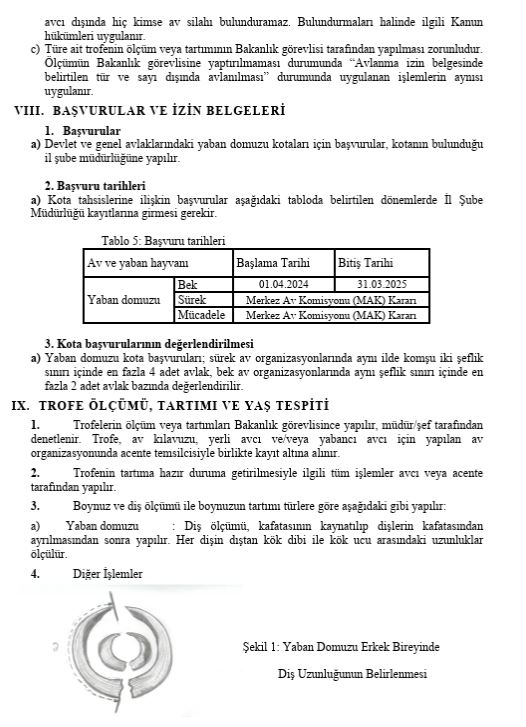 avcı dışında hiç kimse av silahı bulunduramaz. Bulundurmaları halinde ilgili Kanun
hükümleri uygulanır.
c) Türe ait trofenin ölçüm veya tartımının Bakanlık görevlisi tarafından yapılması zorunludur.
Ölçümün Bakanlık görevlisine yaptırılmaması durumunda “Avlanma izin belgesinde
belirtilen tür ve sayı dışında avlanılması” durumunda uygulanan işlemlerin aynısı
uygulanır.
VIII. BAŞVURULAR VE İZİN BELGELERİ
1. Başvurular
a) Devlet ve genel avlaklarındaki yaban domuzu kotaları için başvurular, kotanın bulunduğu
il şube müdürlüğüne yapılır.
2. Başvuru tarihleri
a) Kota tahsislerine ilişkin başvurular aşağıdaki tabloda belirtilen dönemlerde İl Şube
Müdürlüğü kayıtlarına girmesi gerekir.
Tablo 5: Başvuru tarihleri
Av ve yaban hayvanı Başlama Tarihi Bitiş Tarihi
Yaban domuzu
Bek 01.04.2024 31.03.2025
Sürek Merkez Av Komisyonu (MAK) Kararı
Mücadele Merkez Av Komisyonu (MAK) Kararı
3. Kota başvurularının değerlendirilmesi
a) Yaban domuzu kota başvuruları; sürek av organizasyonlarında aynı ilde komşu iki şeflik
sınırı içinde en fazla 4 adet avlak, bek av organizasyonlarında aynı şeflik sınırı içinde en
fazla 2 adet avlak bazında değerlendirilir.
IX. TROFE ÖLÇÜMÜ, TARTIMI VE YAŞ TESPİTİ
1. Trofelerin ölçüm veya tartımları Bakanlık görevlisince yapılır, müdür/şef tarafından
denetlenir. Trofe, av kılavuzu, yerli avcı ve/veya yabancı avcı için yapılan av
organizasyonunda acente temsilcisiyle birlikte kayıt altına alınır.
2. Trofenin tartıma hazır duruma getirilmesiyle ilgili tüm işlemler avcı veya acente
tarafından yapılır.
3. Boynuz ve diş ölçümü ile boynuzun tartımı türlere göre aşağıdaki gibi yapılır:
a) Yaban domuzu : Diş ölçümü, kafatasının kaynatılıp dişlerin kafatasından
ayrılmasından sonra yapılır. Her dişin dıştan kök dibi ile kök ucu arasındaki uzunluklar
ölçülür.
4. Diğer İşlemler
Şekil 1: Yaban Domuzu Erkek Bireyinde
Diş Uzunluğunun Belirlenmesi